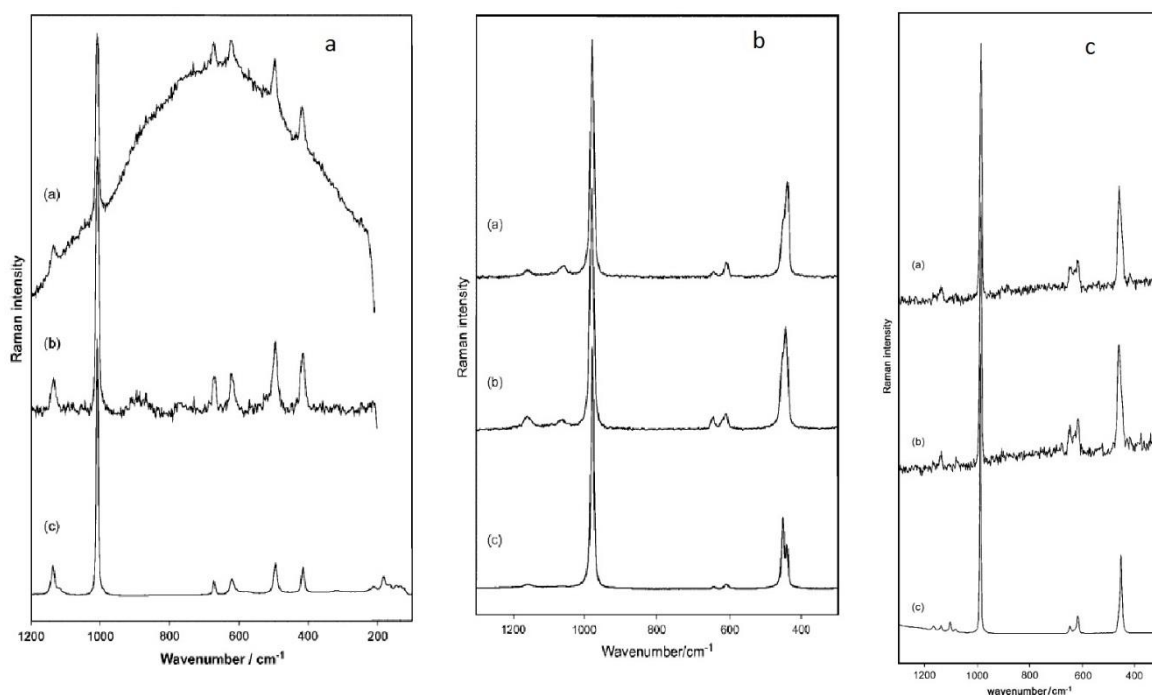 a
(a)
(b)
(c)
Raman intensity
1200 1000 800 600 400 200
Wavenumber / cm-1
b
(a)
(b)
(c)
Raman intensity
1200 1000 800 600 400
Wavenumber/cm-1
c
(a)
(b)
(c)
Raman intensity
1200 1000 800 600 400
wavenumber/cm-1